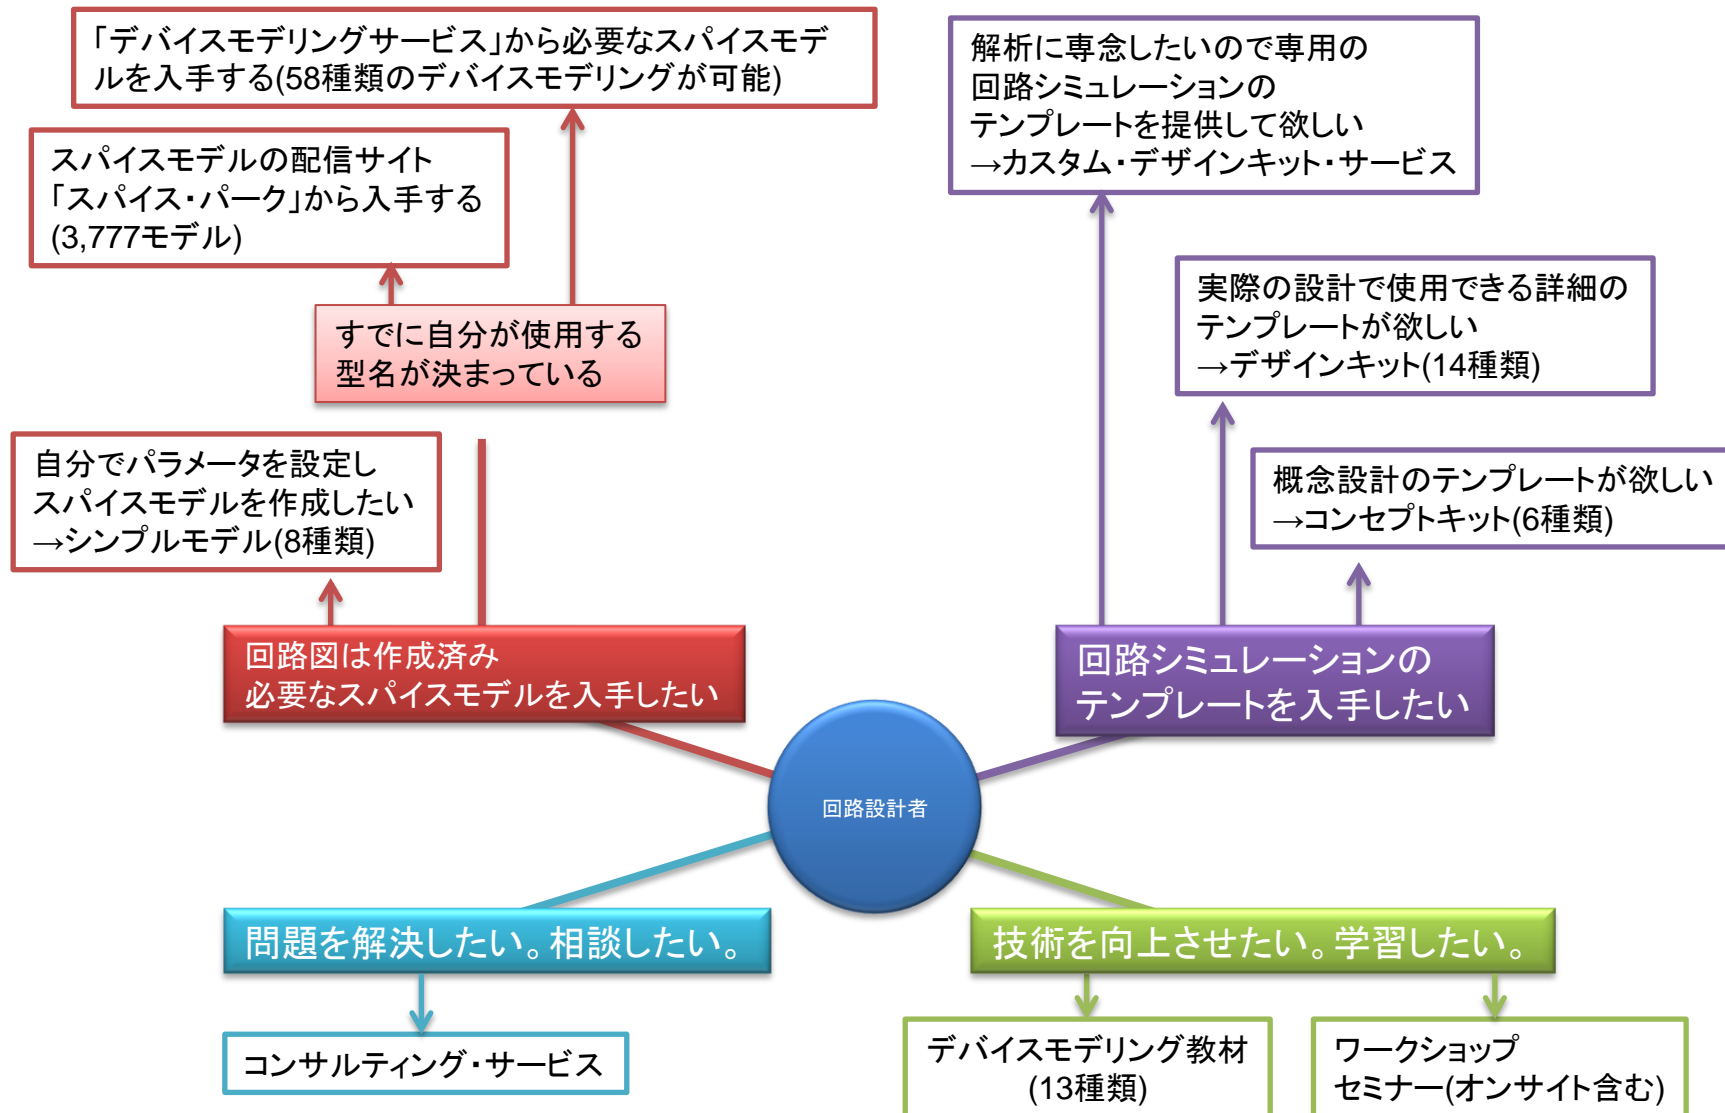 「デバイスモデリングサービス」から必要なスパイスモデ
ルを入手する(58種類のデバイスモデリングが可能)
スパイスモデルの配信サイト
「スパイス・パーク」から入手する
(3,777モデル)
すでに自分が使用する
型名が決まっている
自分でパラメータを設定し
スパイスモデルを作成したい
→シンプルモデル(8種類)
回路図は作成済み
必要なスパイスモデルを入手したい
解析に専念したいので専用の
回路シミュレーションの
テンプレートを提供して欲しい
→カスタム・デザインキット・サービス
実際の設計で使用できる詳細の
テンプレートが欲しい
→デザインキット(14種類)
概念設計のテンプレートが欲しい
→コンセプトキット(6種類)
回路シミュレーションの
テンプレートを入手したい
回路設計者
問題を解決したい。相談したい。
コンサルティング・サービス
技術を向上させたい。学習したい。
デバイスモデリング教材
(13種類)
ワークショップ
セミナー(オンサイト含む)